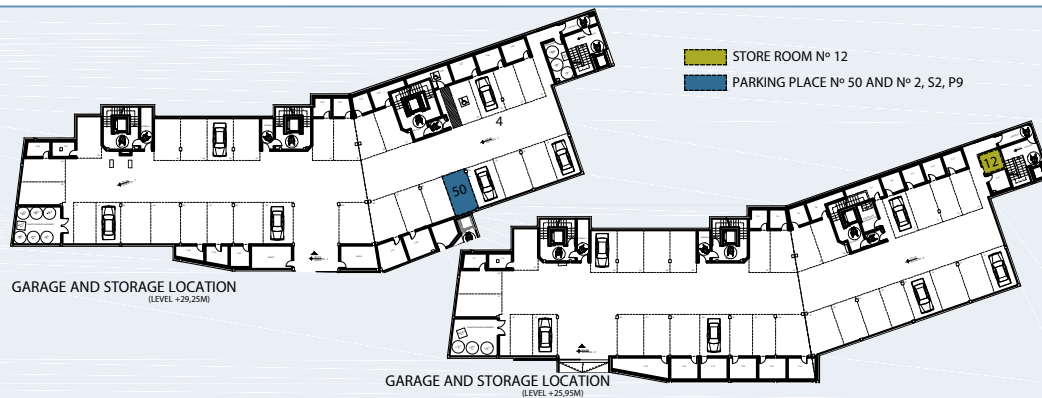 STORE ROOM Nº 12
PARKING PLACE Nº 50 AND Nº 2, S2, P9
4
50
12
GARAGE AND STORAGE LOCATION
(LEVEL +29,25M)
GARAGE AND STORAGE LOCATION
(LEVEL +25,95M)